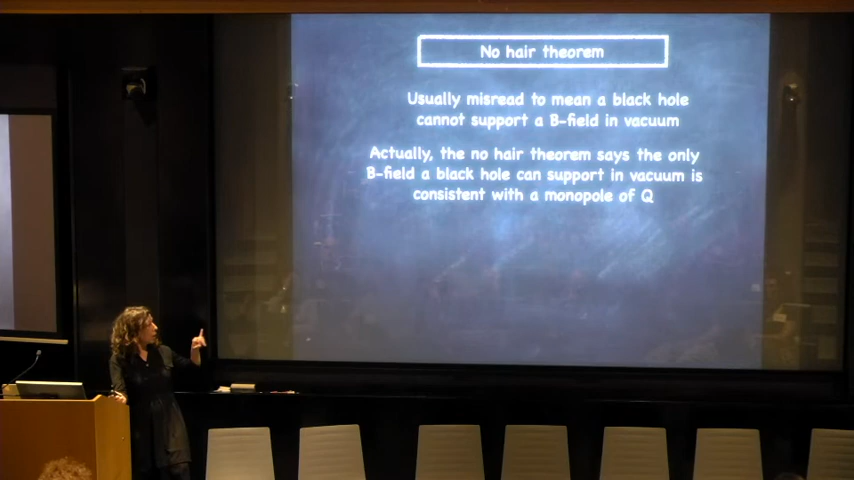 No hair theorem
Usually misread to mean a black hole
cannot support a B-field in vacuum
Actually, the no hair theorem says the only
B-field a black hole can support in vacuum is
consistent with a monopole of Q